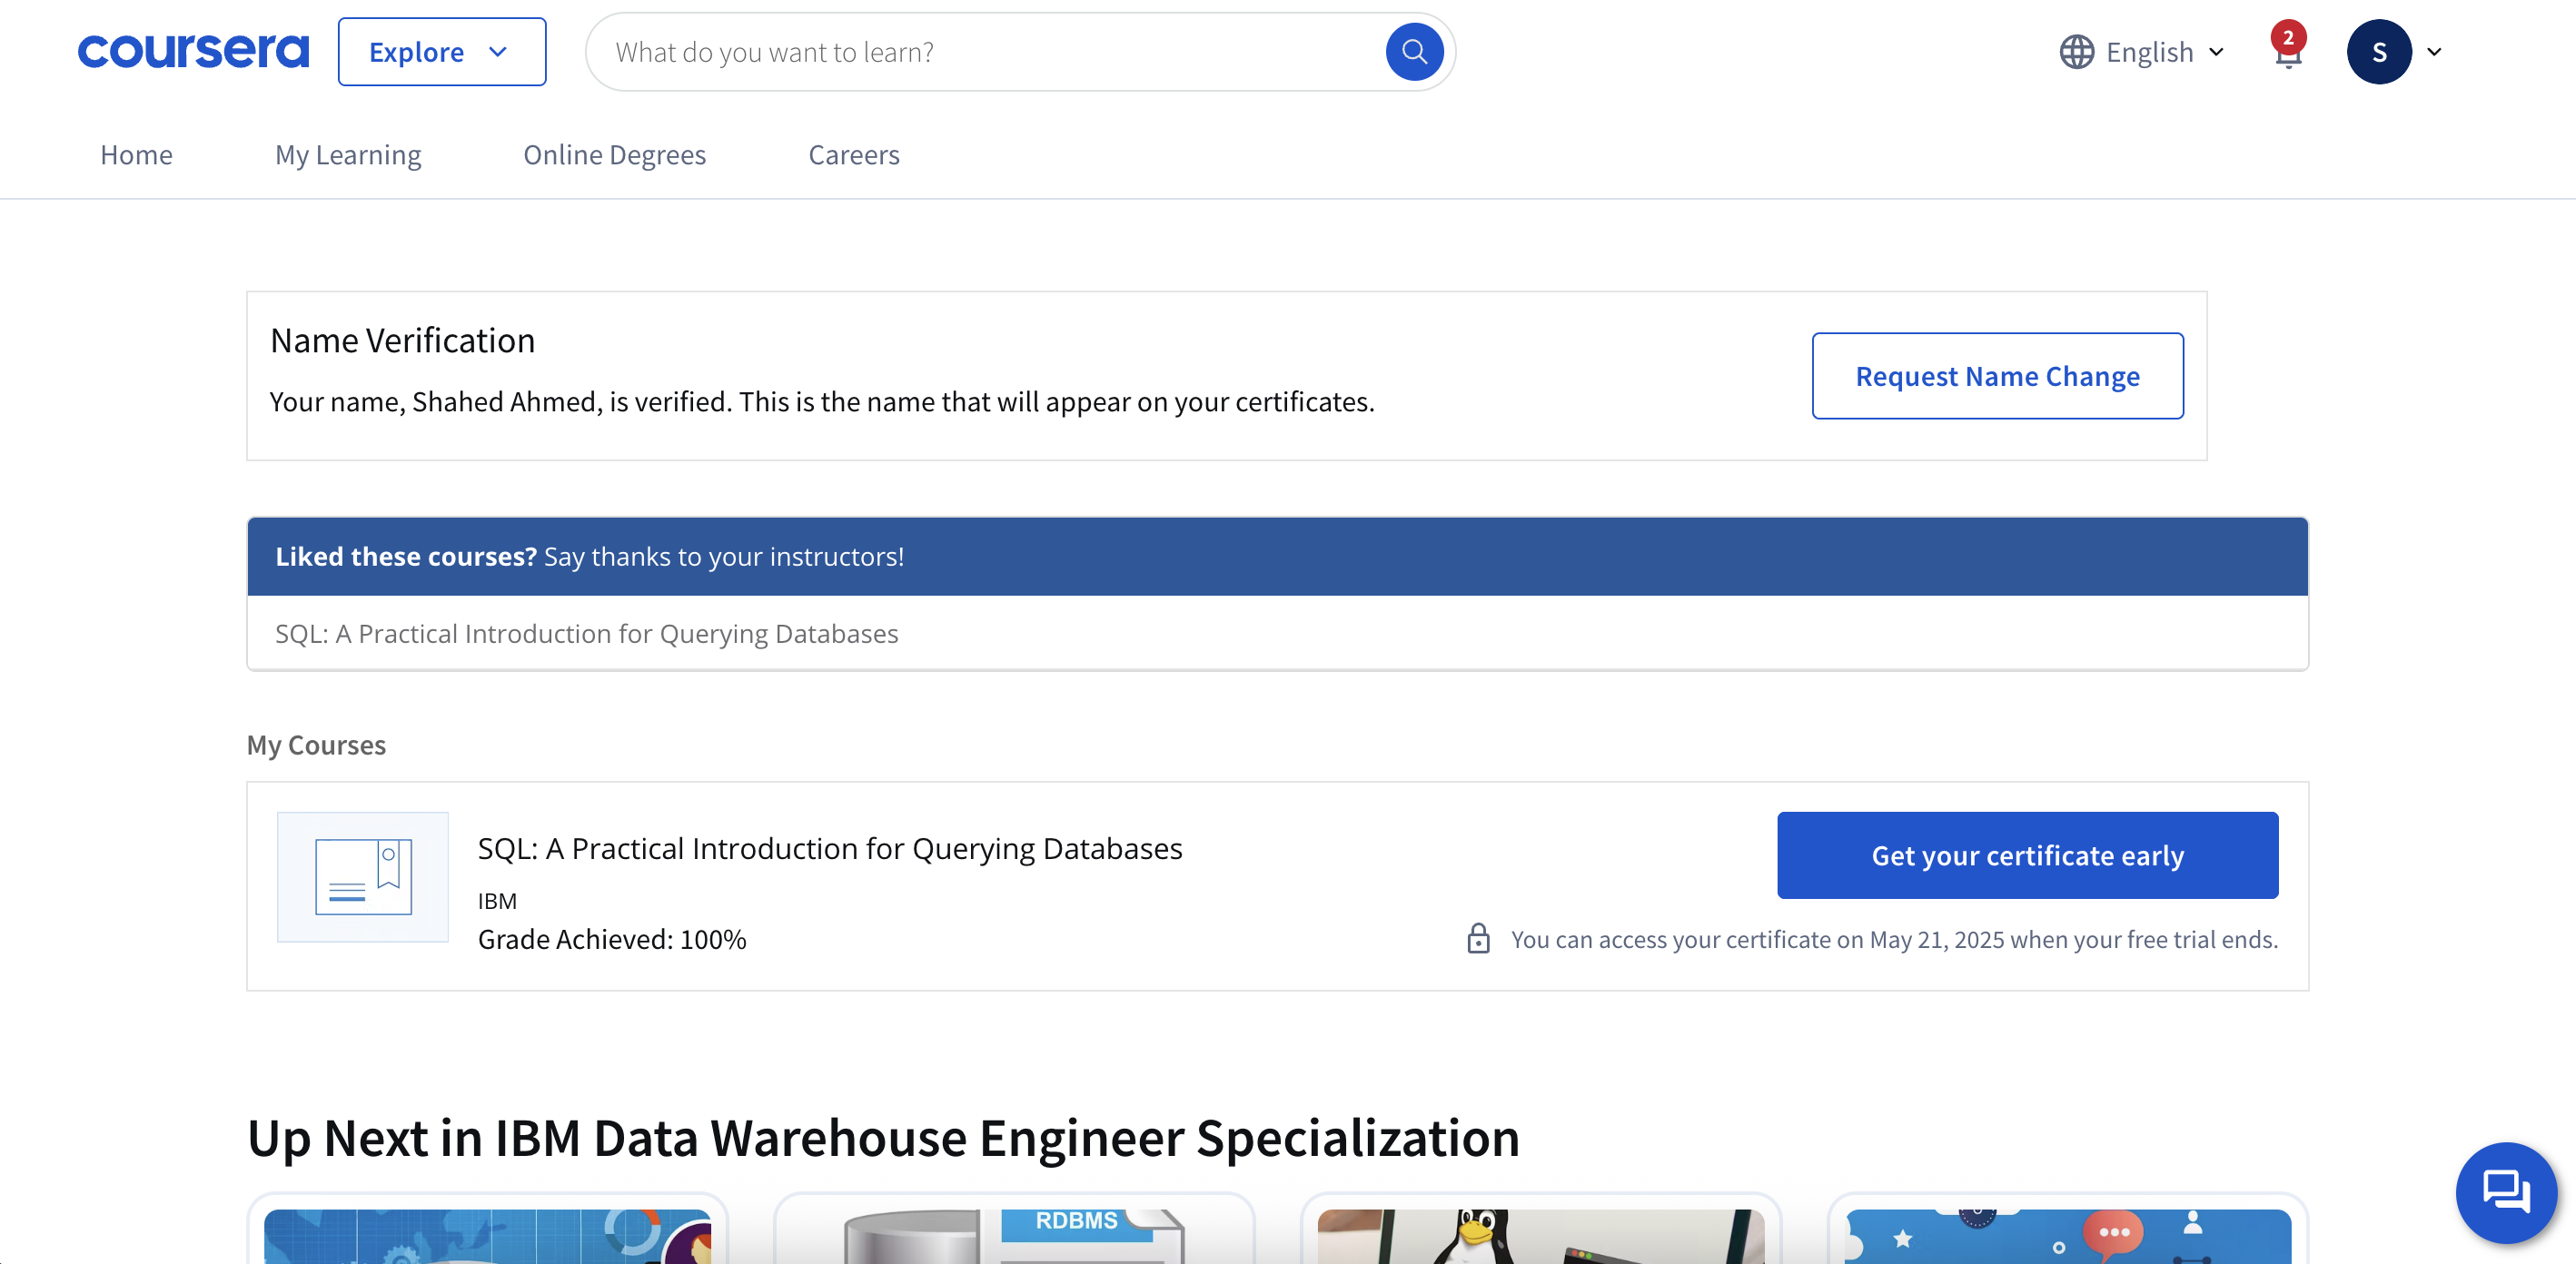 coursera
Explore
What do you want to learn?
English
2
S
Home
My Learning
Online Degrees
Careers
Name Verification
Your name, Shahed Ahmed, is verified. This is the name that will appear on your certificates.
Request Name Change
Liked these courses? Say thanks to your instructors!
SQL: A Practical Introduction for Querying Databases
My Courses
SQL: A Practical Introduction for Querying Databases
IBM
Grade Achieved: 100%
Get your certificate early
You can access your certificate on May 21, 2025 when your free trial ends.
Up Next in IBM Data Warehouse Engineer Specialization
RDBMS